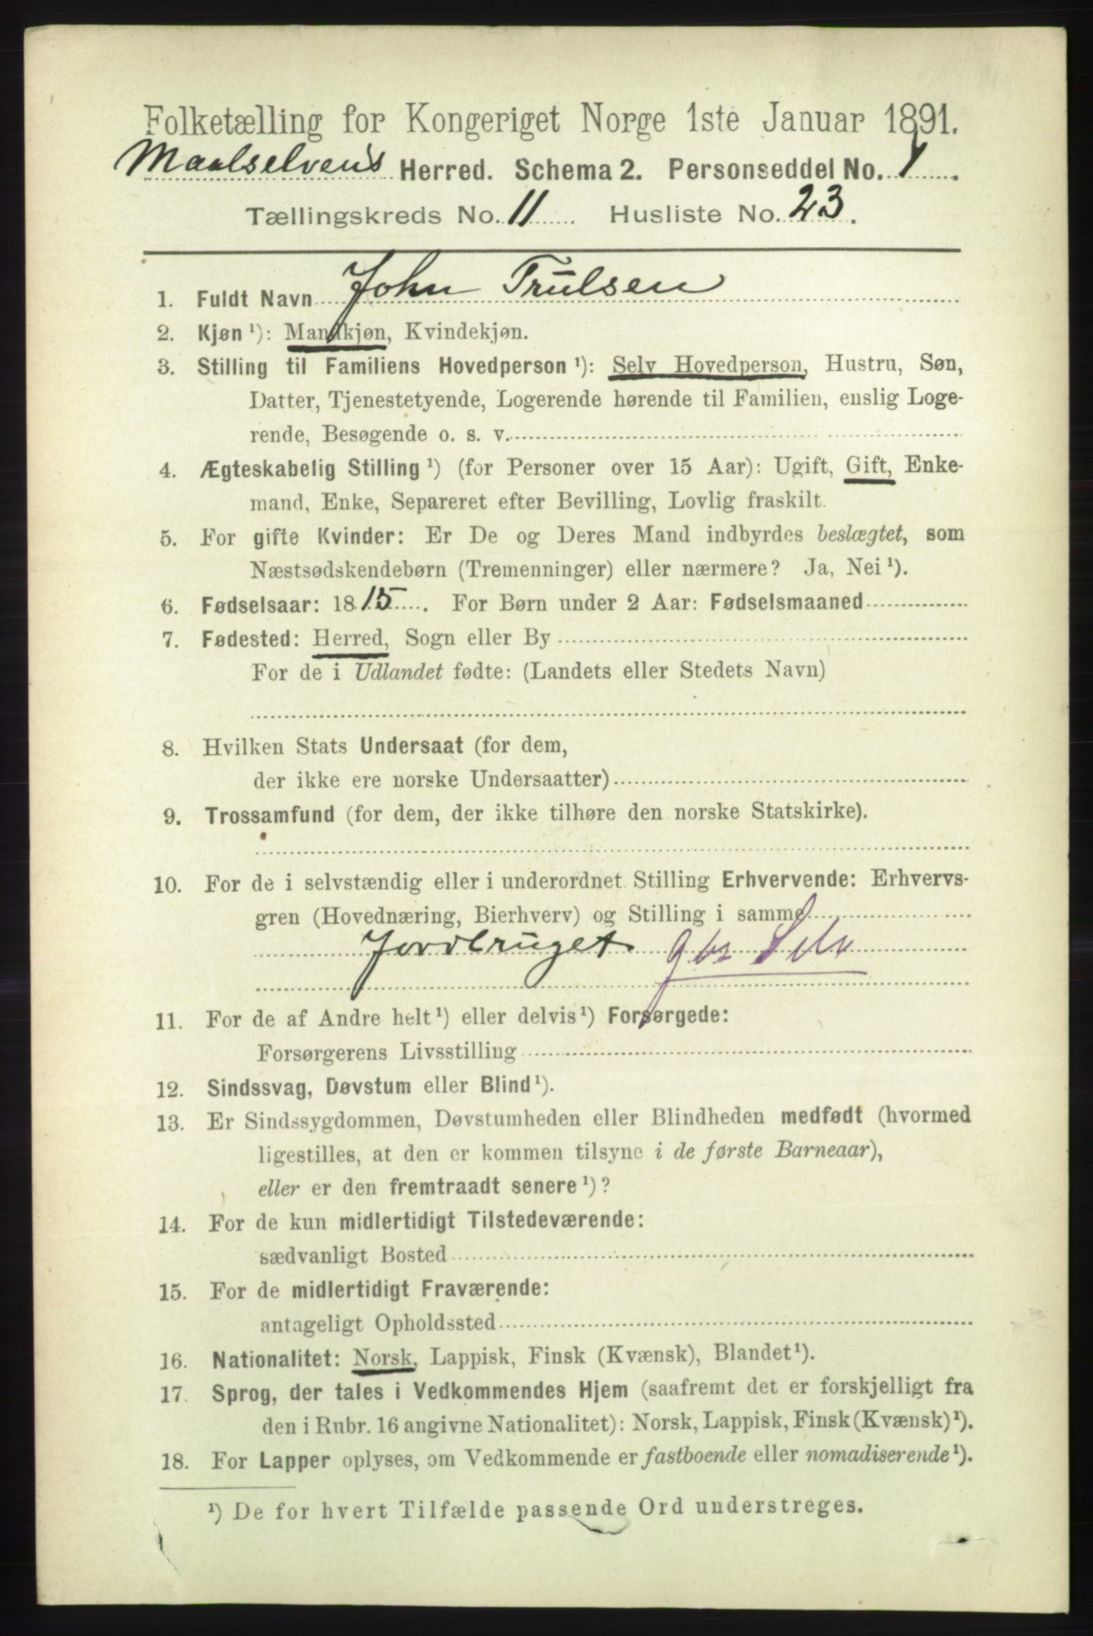 Folketælling for Kongeriget Norge 1ste Januar 1891.
Maalselvens Herred. Schema 2. Personseddel No. 1.
Tællingskreds No. 11 Husliste No. 23.
1. Fuldt Navn John Trulsen
2. Kjøn ¹): Mandkjøn, Kvindekjøn.
3. Stilling til Familiens Hovedperson ¹): Selv Hovedperson, Hustru, Søn,
Datter, Tjenestetyende, Logerende hørende til Familien, enslig Loge-
rende, Besøgende o. s. v.
4. Ægteskabelig Stilling ¹) (for Personer over 15 Aar): Ugift, Gift, Enke-
mand, Enke, Separeret efter Bevilling, Lovlig fraskilt.
5. For gifte Kvinder: Er De og Deres Mand indbyrdes beslægtet, som
Næstsødskendebørn (Tremenninger) eller nærmere? Ja, Nei ¹).
6. Fødselsaar: 1815. For Børn under 2 Aar: Fødselsmaaned
7. Fødested: Herred, Sogn eller By
For de i Udlandet fødte: (Landets eller Stedets Navn)
8. Hvilken Stats Undersaat (for dem,
der ikke ere norske Undersaatter)
9. Trossamfund (for dem, der ikke tilhøre den norske Statskirke).
10. For de i selvstændig eller i underordnet Stilling Erhvervende: Erhvervs-
gren (Hovednæring, Bierhverv) og Stilling i samme
Jordbruget gbr Selv
11. For de af Andre helt ¹) eller delvis ¹) Forsørgede:
Forsørgerens Livsstilling
12. Sindssvag, Døvstum eller Blind ¹).
13. Er Sindssygdommen, Døvstumheden eller Blindheden medfødt (hvormed
ligestilles, at den er kommen tilsyne i de første Barneaar),
eller er den fremtraadt senere ¹)?
14. For de kun midlertidigt Tilstedeværende:
sædvanligt Bosted
15. For de midlertidigt Fraværende:
antageligt Opholdssted
16. Nationalitet: Norsk, Lappisk, Finsk (Kvænsk), Blandet ¹).
17. Sprog, der tales i Vedkommendes Hjem (saafremt det er forskjelligt fra
den i Rubr. 16 angivne Nationalitet): Norsk, Lappisk, Finsk (Kvænsk) ¹).
18. For Lapper oplyses, om Vedkommende er fastboende eller nomadiserende ¹).
¹) De for hvert Tilfælde passende Ord understreges.